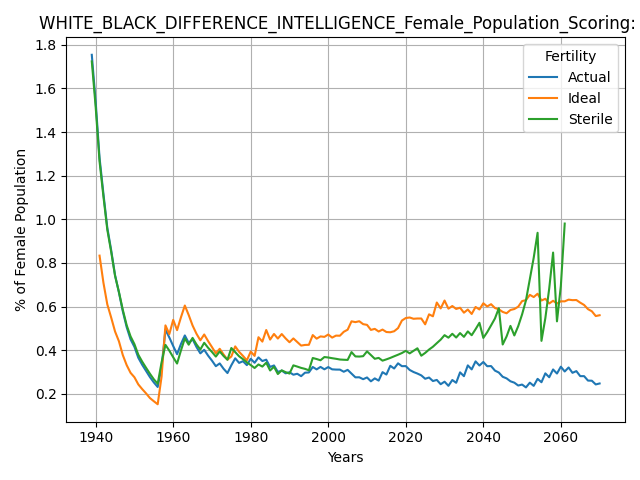 WHITE_BLACK_DIFFERENCE_INTELLIGENCE_Female_Population_Scoring:
Fertility
Actual
Ideal
Sterile
% of Female Population
1.8
1.6
1.4
1.2
1.0
0.8
0.6
0.4
0.2
1940 1960 1980 2000 2020 2040 2060
Years